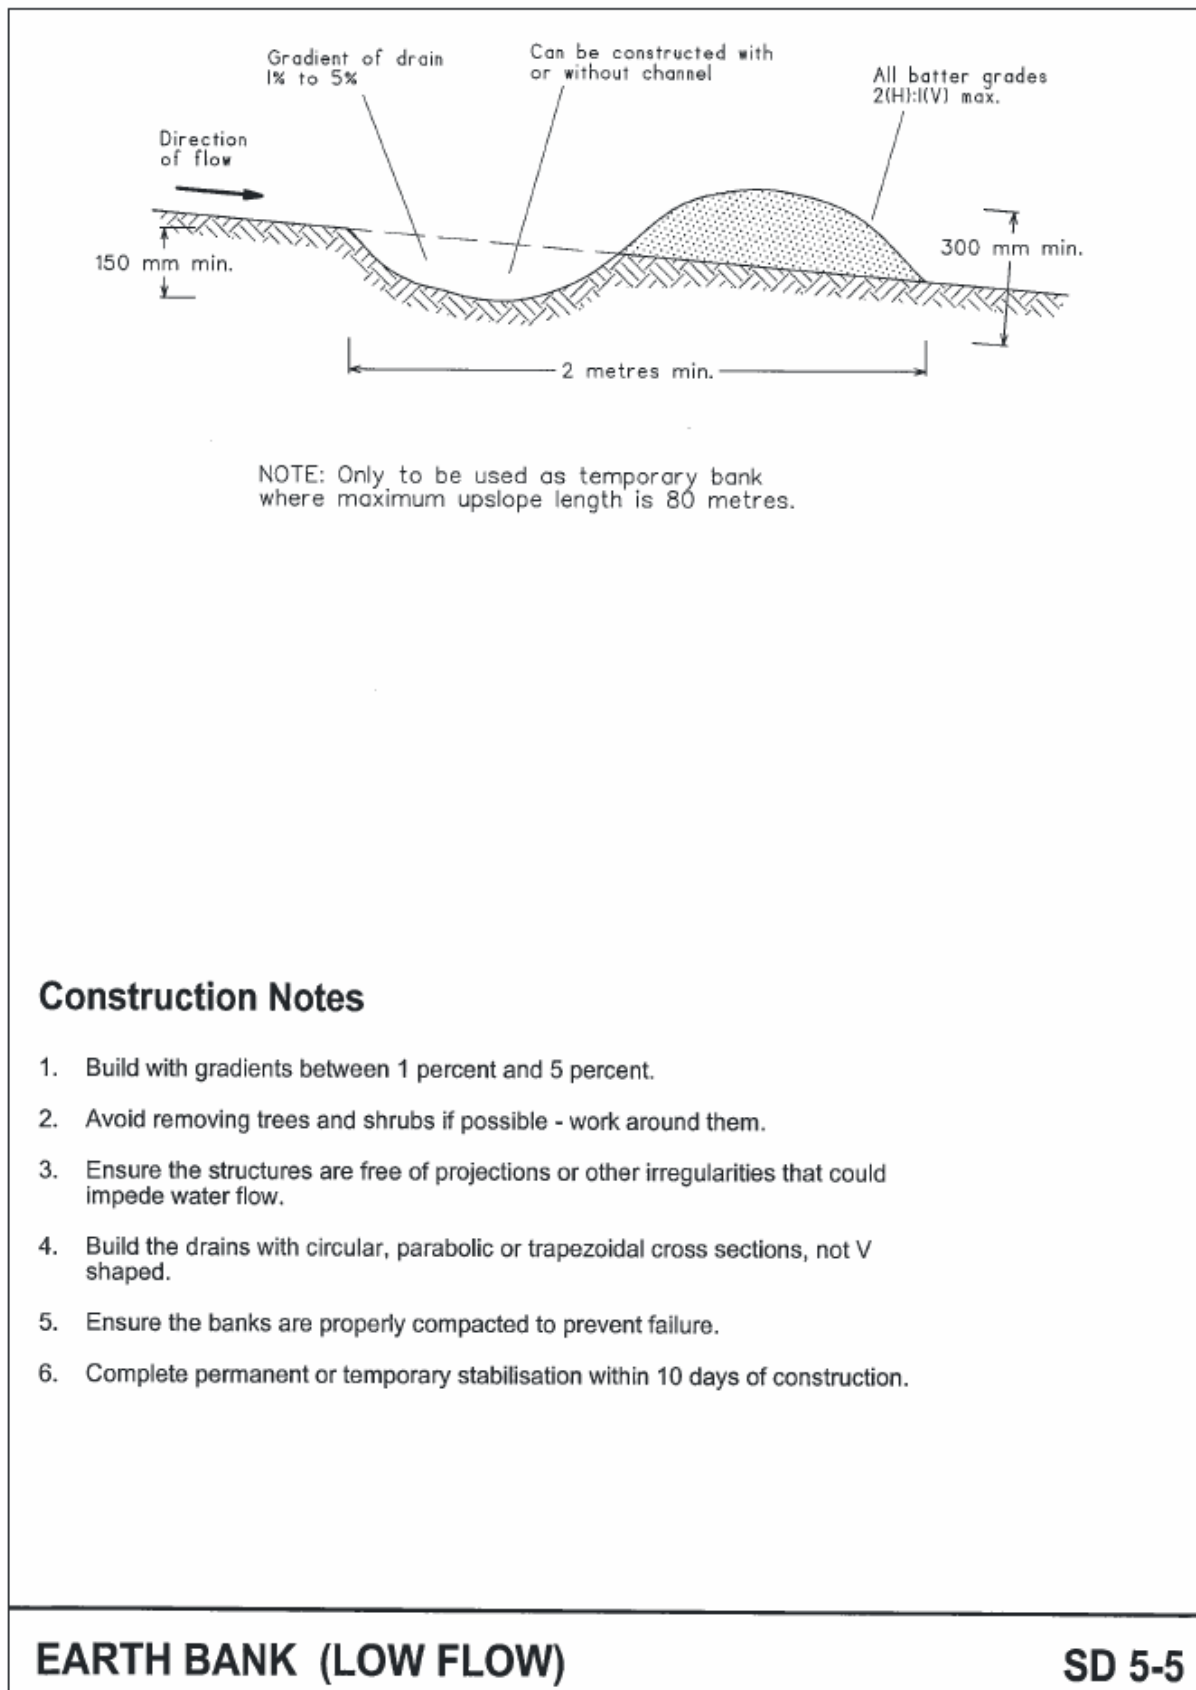 Gradient of drain
1% to 5%
Can be constructed with
or without channel
All batter grades
2(H):1(V) max.
Direction
of flow
150 mm min.
300 mm min.
2 metres min.
NOTE: Only to be used as temporary bank
where maximum upslope length is 80 metres.
Construction Notes
1. Build with gradients between 1 percent and 5 percent.
2. Avoid removing trees and shrubs if possible - work around them.
3. Ensure the structures are free of projections or other irregularities that could
impede water flow.
4. Build the drains with circular, parabolic or trapezoidal cross sections, not V
shaped.
5. Ensure the banks are properly compacted to prevent failure.
6. Complete permanent or temporary stabilisation within 10 days of construction.
EARTH BANK (LOW FLOW)
SD 5-5